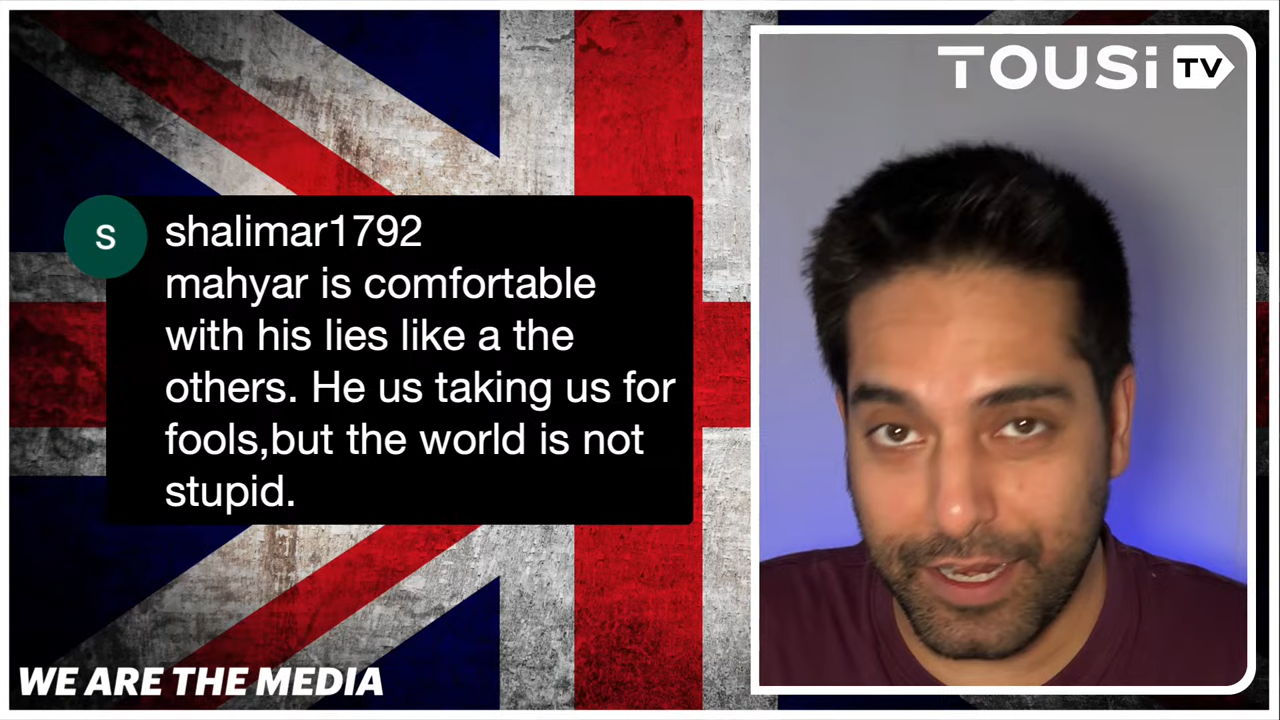 TOUSi TV
s
shalimar1792
mahyar is comfortable
with his lies like a the
others. He us taking us for
fools,but the world is not
stupid.
WE ARE THE MEDIA